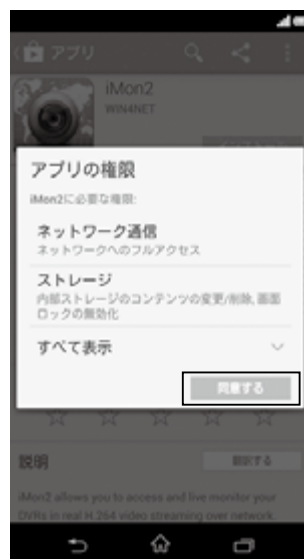 アプリ
iMon2
WIN4NET
アプリの権限
iMon2に必要な権限:
ネットワーク通信
ネットワークへのフルアクセス
ストレージ
内部ストレージのコンテンツの変更/削除, 画面
ロックの無効化
すべて表示
同意する
説明
翻訳する
iMon2 allows you to access and live monitor your
DVRs in real H.264 video streaming over network.